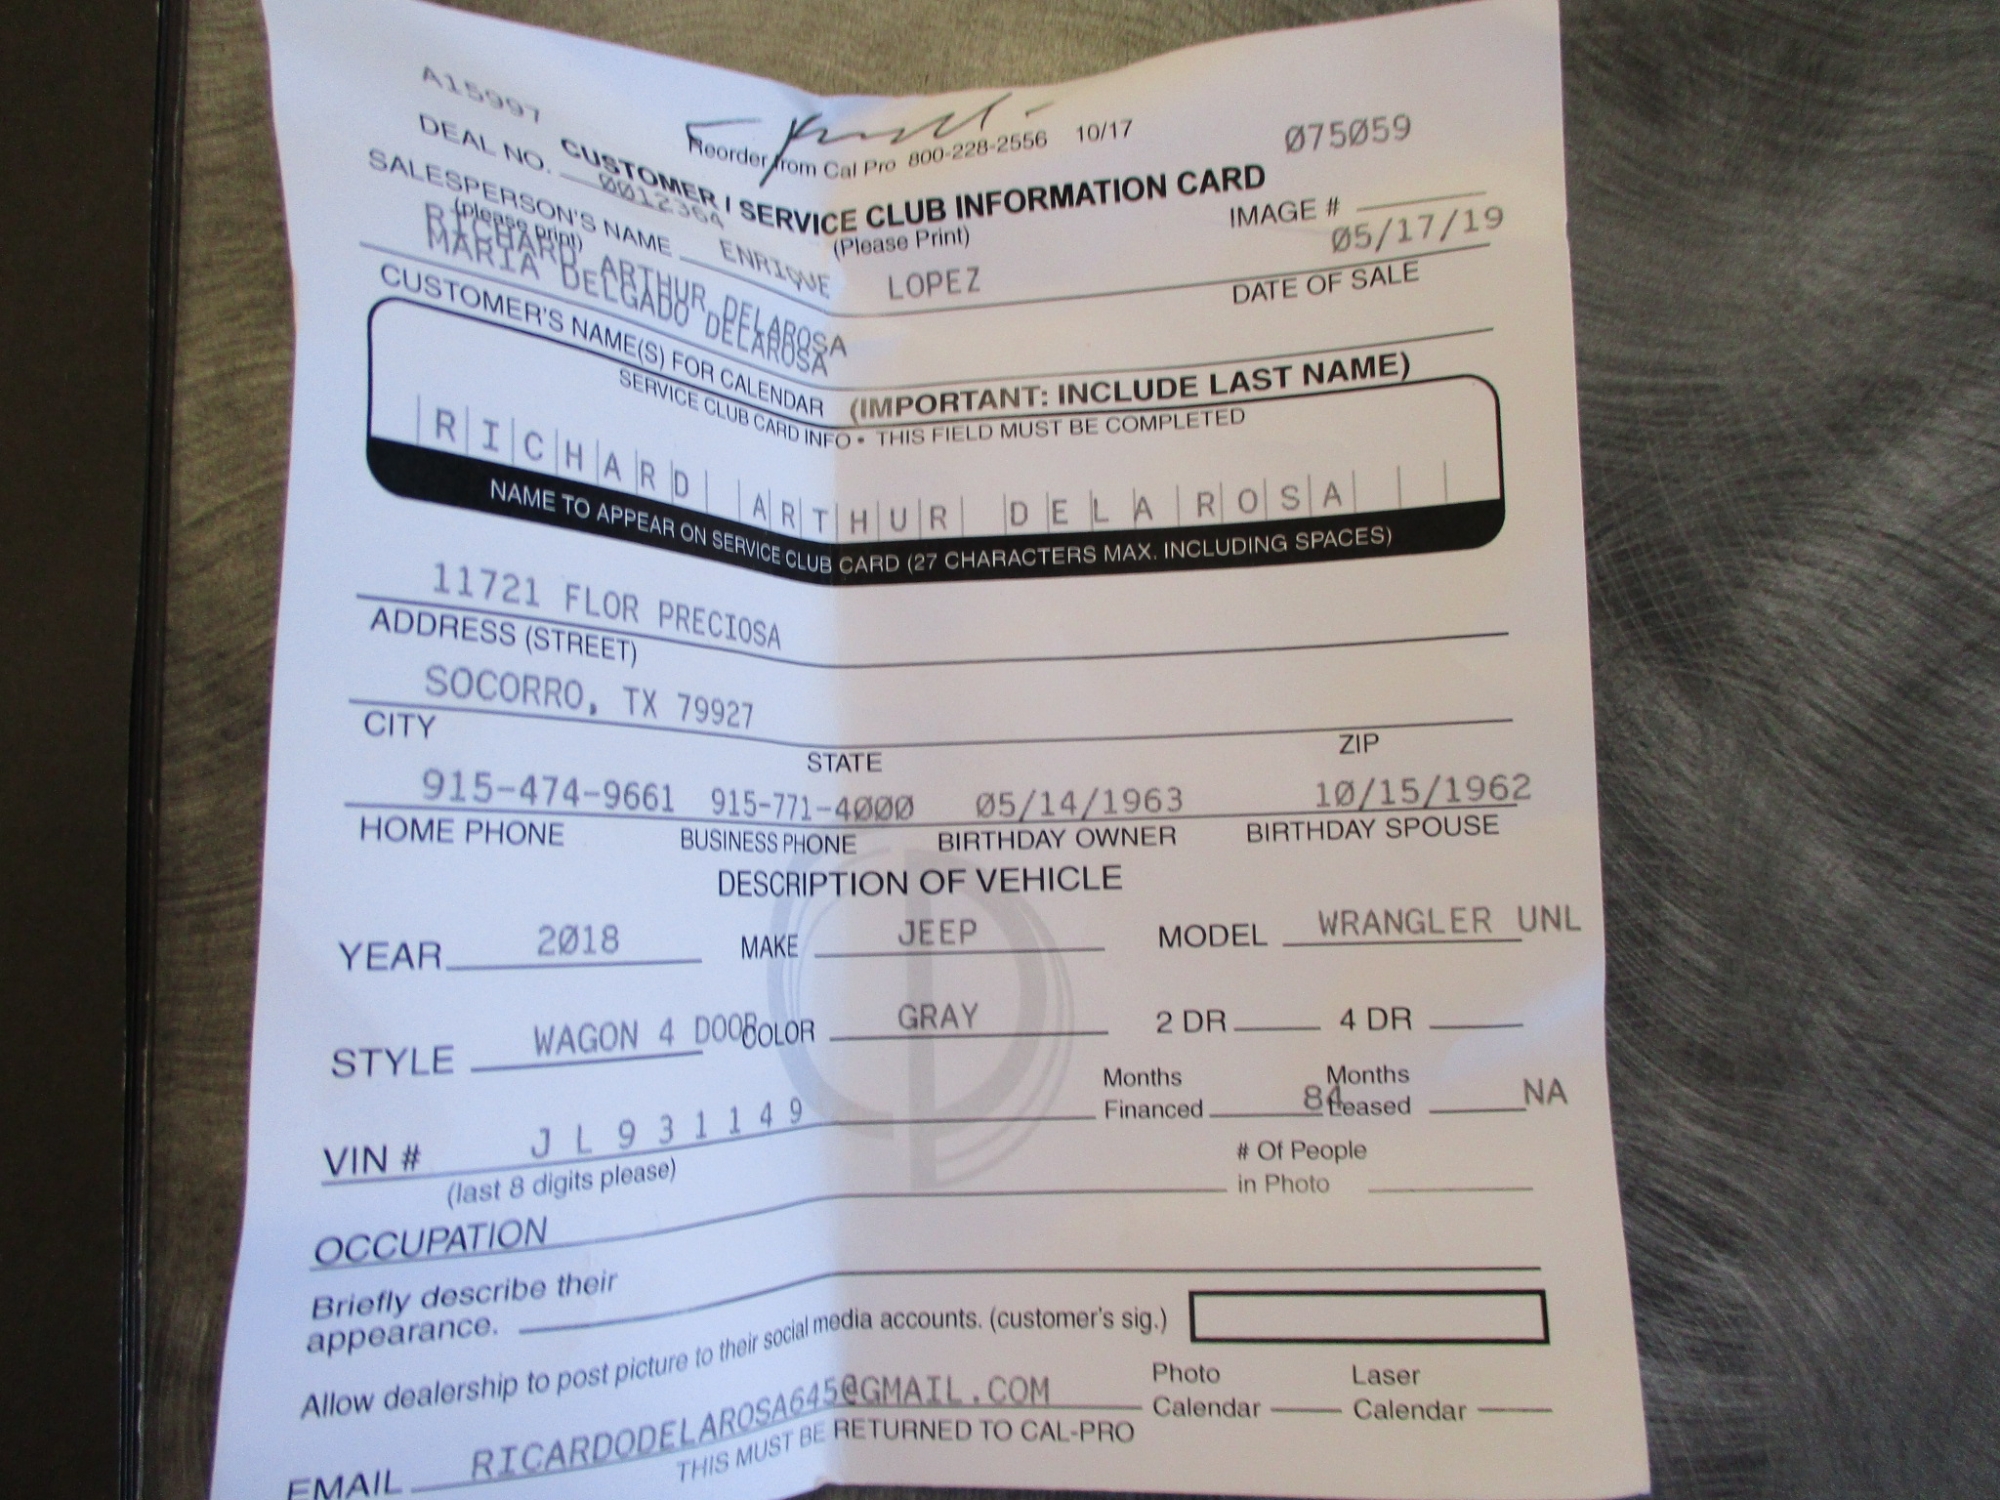 A15997
Reorder from Cal Pro 800-228-2556 10/17
075059
CUSTOMER / SERVICE CLUB INFORMATION CARD
(Please Print)
DEAL NO. 0012364
IMAGE #
SALESPERSON'S NAME ENRIQUE LOPEZ
(please print)
05/17/19
DATE OF SALE
RICHARD ARTHUR DELAROSA
MARIA DELGADO DELAROSA
CUSTOMER'S NAME(S) FOR CALENDAR (IMPORTANT: INCLUDE LAST NAME)
SERVICE CLUB CARD INFO • THIS FIELD MUST BE COMPLETED
RICHARD ARTHUR DELAROSA
NAME TO APPEAR ON SERVICE CLUB CARD (27 CHARACTERS MAX. INCLUDING SPACES)
11721 FLOR PRECIOSA
ADDRESS (STREET)
SOCORRO, TX 79927
CITY STATE ZIP
915-474-9661 915-771-4000 05/14/1963 10/15/1962
HOME PHONE BUSINESS PHONE BIRTHDAY OWNER BIRTHDAY SPOUSE
DESCRIPTION OF VEHICLE
YEAR 2018 MAKE JEEP MODEL WRANGLER UNL
STYLE WAGON 4 DOOR COLOR GRAY 2 DR 4 DR
VIN # JL931149 Months Financed 84 Months Leased NA
(last 8 digits please)
# Of People
in Photo
OCCUPATION
Briefly describe their
appearance.
Allow dealership to post picture to their social media accounts. (customer's sig.)
EMAIL RICARDODELAROSA645@GMAIL.COM
Photo Calendar Laser Calendar
THIS MUST BE RETURNED TO CAL-PRO